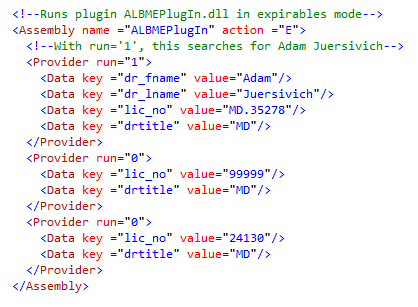 <!--Runs plugin ALBMEPlugIn.dll in expirables mode-->
<Assembly name ="ALBMEPlugIn" action ="E">
<!--With run='1', this searches for Adam Juersivich-->
<Provider run="1">
<Data key ="dr_fname" value="Adam"/>
<Data key ="dr_lname" value="Juersivich"/>
<Data key ="lic_no" value="MD.35278"/>
<Data key ="drtitle" value="MD"/>
</Provider>
<Provider run="0">
<Data key ="lic_no" value="99999"/>
<Data key ="drtitle" value="MD"/>
</Provider>
<Provider run="0">
<Data key ="lic_no" value="24130"/>
<Data key ="drtitle" value="MD"/>
</Provider>
</Assembly>